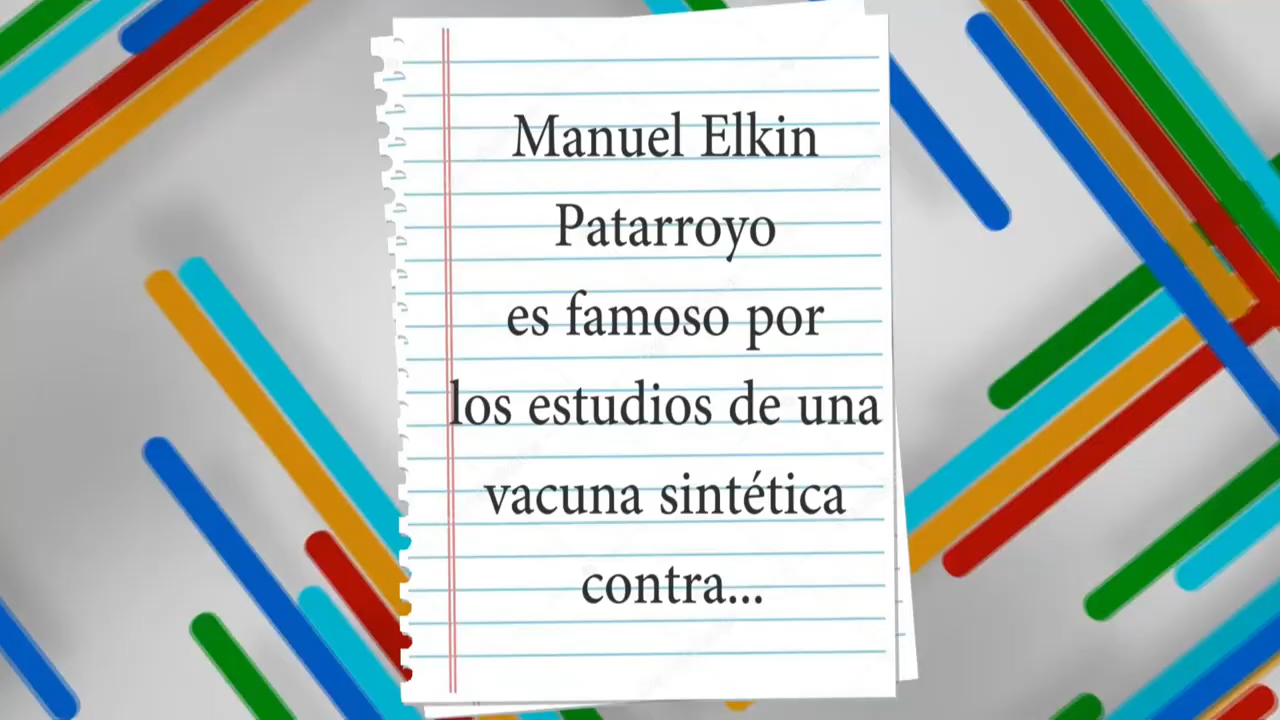 Manuel Elkin
Patarroyo
es famoso por
los estudios de una
vacuna sintética
contra...